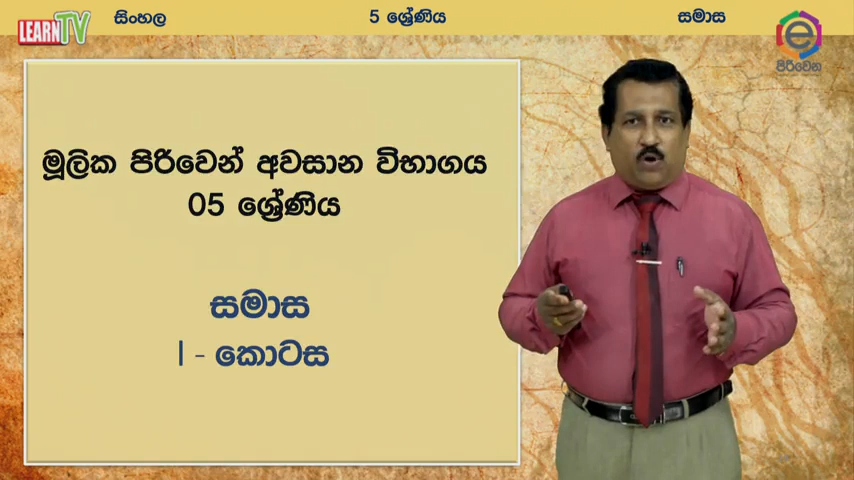 LEARN TV
සිංහල
5 ශ්‍රේණිය
සමාස
e
පිරිවෙන
මූලික පිරිවෙන් අවසාන විභාගය
05 ශ්‍රේණිය
සමාස
I - කොටස